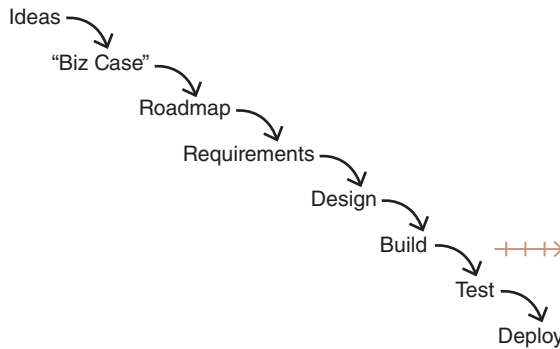 Ideas
“Biz Case”
Roadmap
Requirements
Design
Build
Test
Deploy